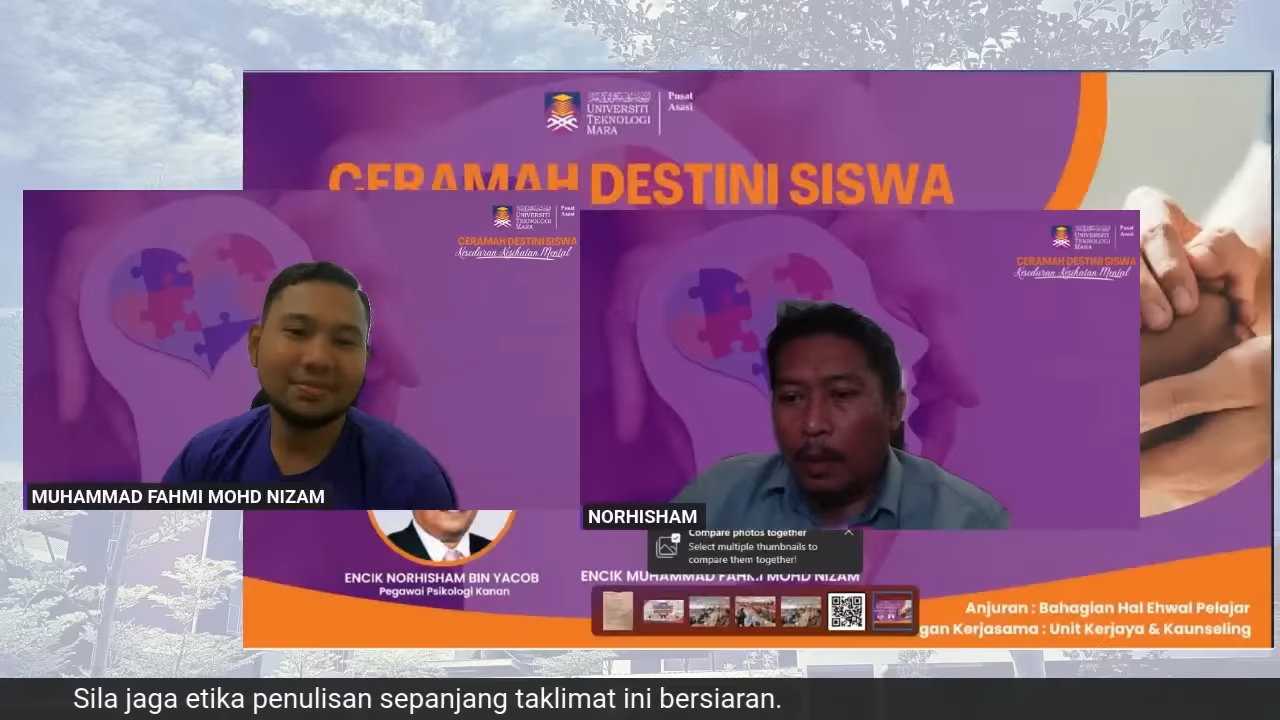 UNIVERSITI
TEKNOLOGI
MARA
Pusat
Asasi
CERAMAH DESTINI SISWA
UNIVERSITI
TEKNOLOGI
MARA
Pusat
Asasi
CERAMAH DESTINI SISWA
Kesedaran Kesihatan Mental
UNIVERSITI
TEKNOLOGI
MARA
Pusat
Asasi
CERAMAH DESTINI SISWA
Kesedaran Kesihatan Mental
MUHAMMAD FAHMI MOHD NIZAM
NORHISHAM
Compare photos together
Select multiple thumbnails to
compare them together!
ENCIK NORHISHAM BIN YACOB
Pegawai Psikologi Kanan
ENCIK MUHAMMAD FAHMI MOHD NIZAM
Anjuran : Bahagian Hal Ehwal Pelajar
gan Kerjasama : Unit Kerjaya & Kaunseling
Sila jaga etika penulisan sepanjang taklimat ini bersiaran.